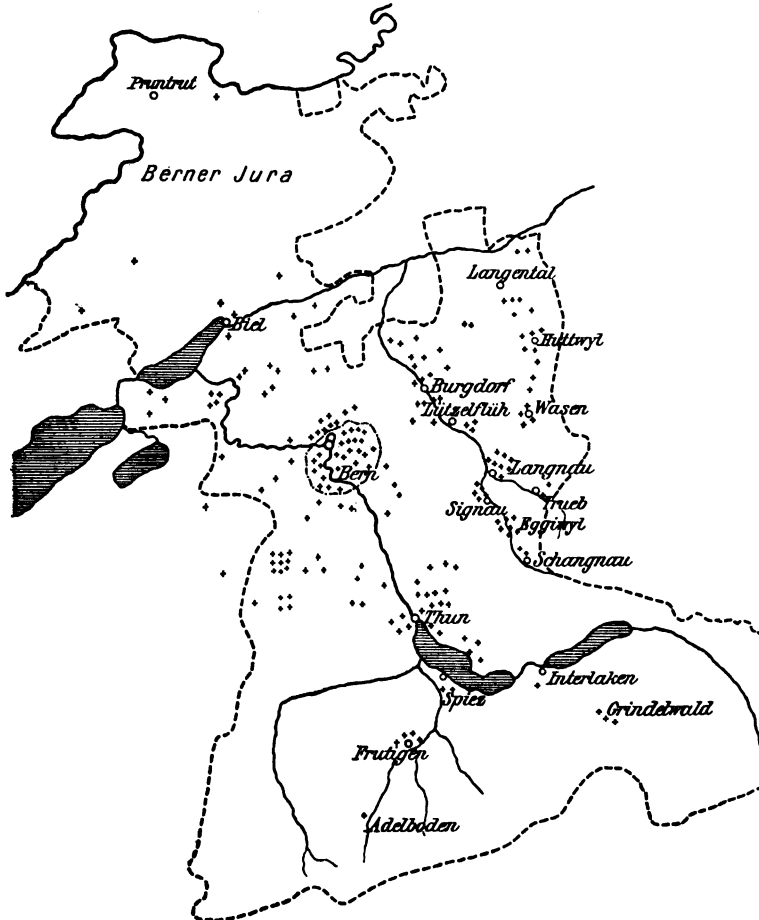 Pruntrut
Berner Jura
Langental
Biel
Huttwyl
Burgdorf
Lützelflüh
Wasen
Bern
Langnau
Trueb
Signau
Eggiwyl
Schangnau
Thun
Interlaken
Spiez
Grindelwald
Frutigen
Adelboden